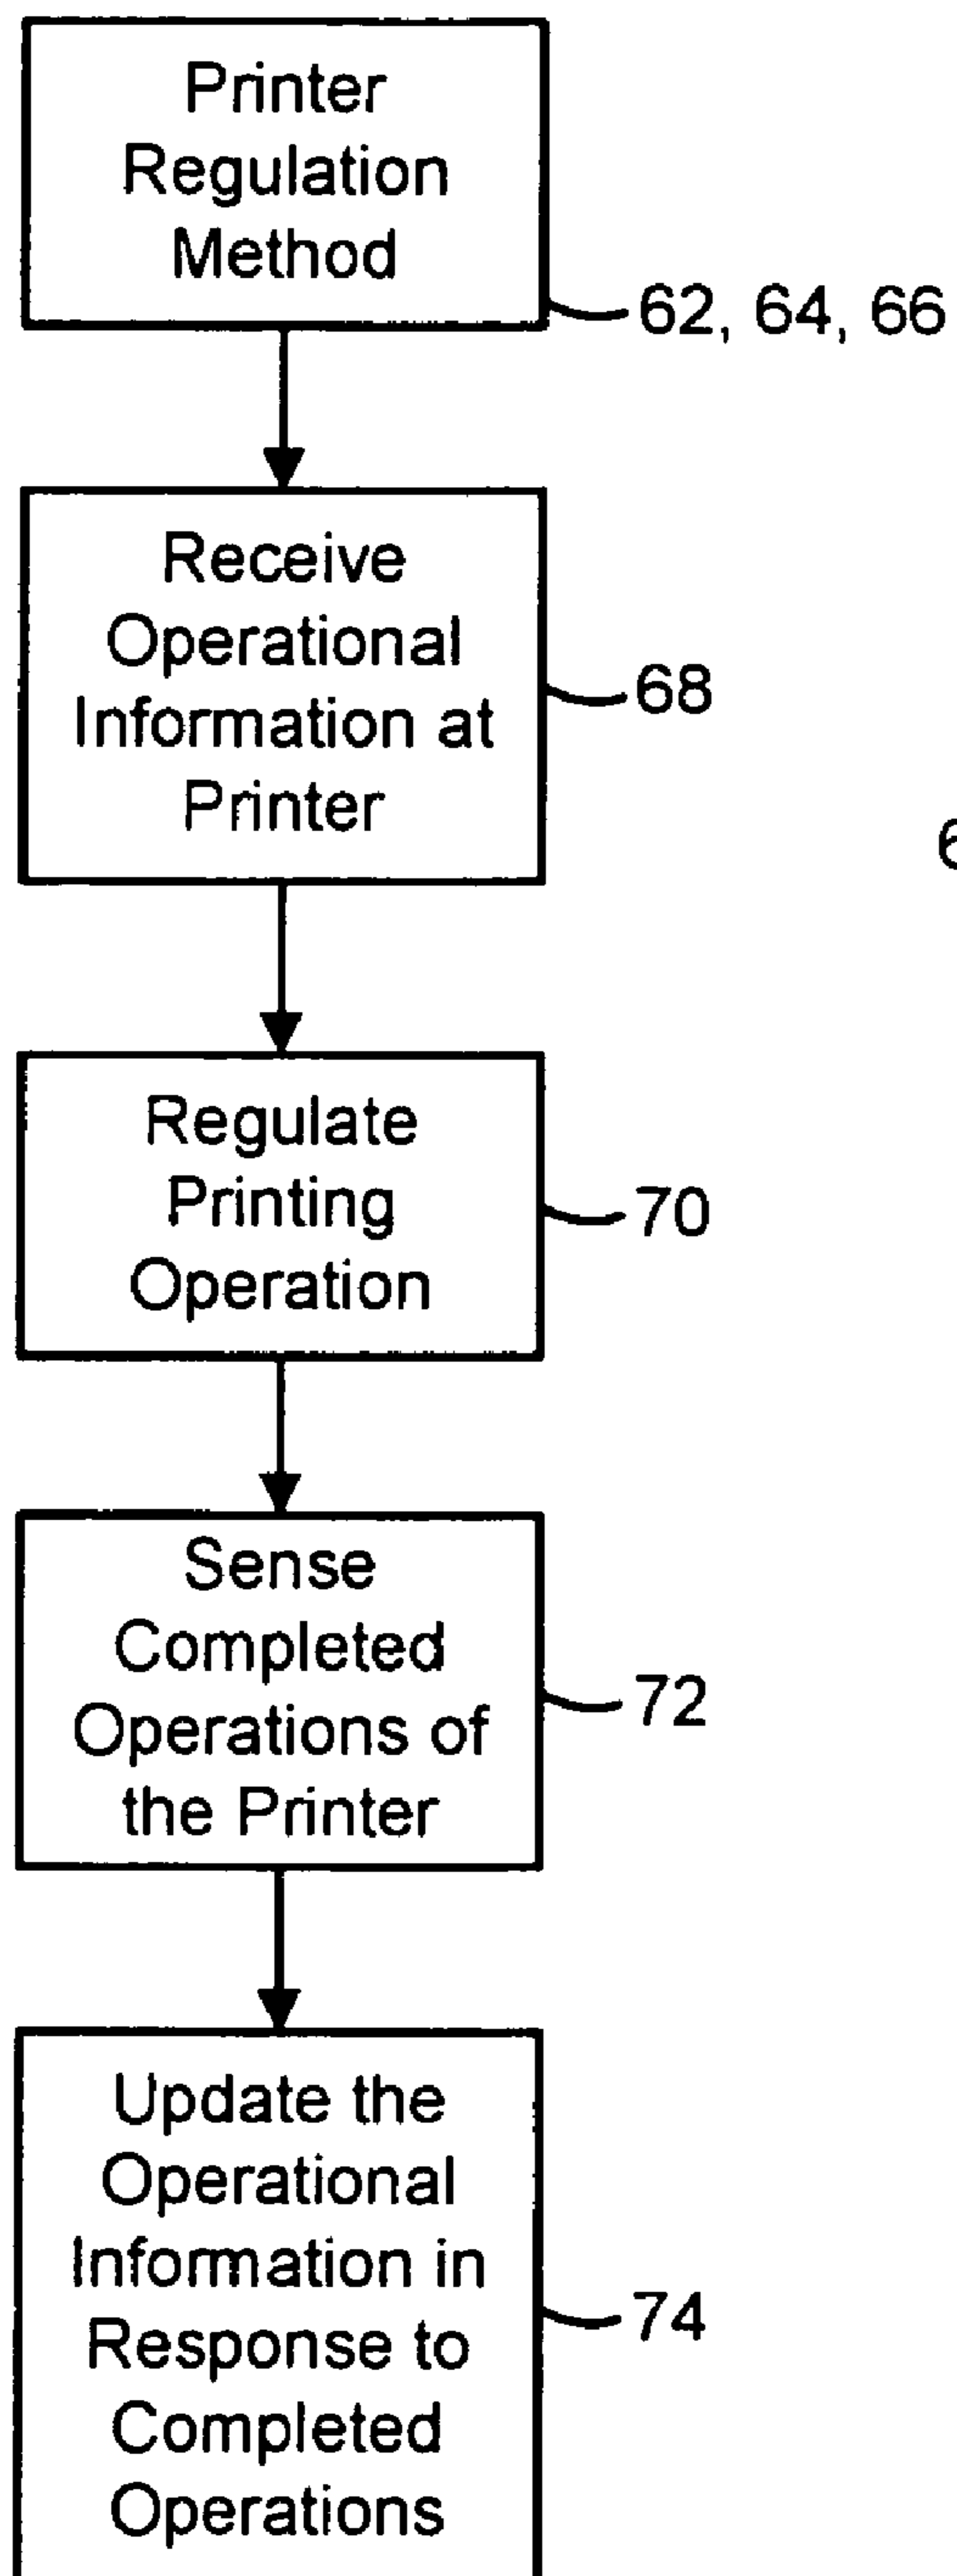 Printer
Regulation
Method
62, 64, 66
Receive
Operational
Information at
Printer
68
Regulate
Printing
Operation
70
Sense
Completed
Operations of
the Printer
72
Update the
Operational
Information in
Response to
Completed
Operations
74